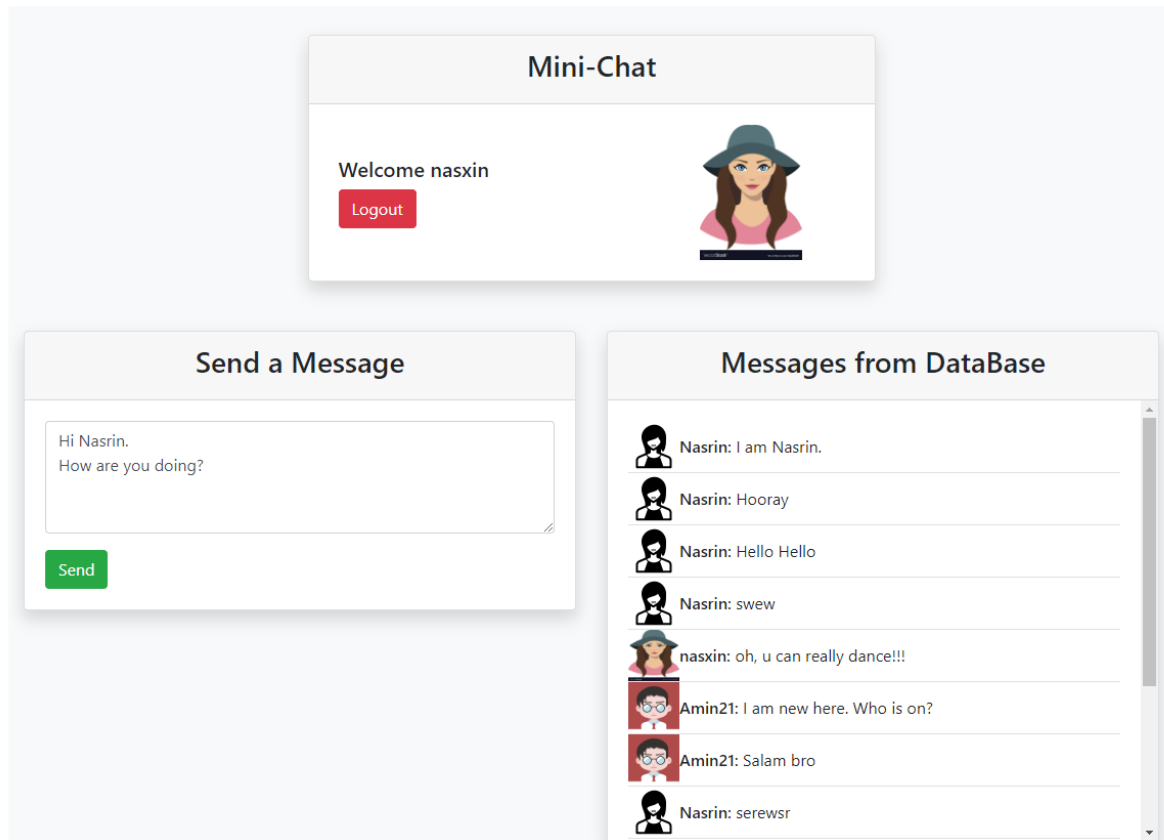 Mini-Chat
Welcome nasxin
Logout
Send a Message
Hi Nasrin.
How are you doing?
Send
Messages from DataBase
Nasrin: I am Nasrin.
Nasrin: Hooray
Nasrin: Hello Hello
Nasrin: swew
nasxin: oh, u can really dance!!!
Amin21: I am new here. Who is on?
Amin21: Salam bro
Nasrin: serewsr